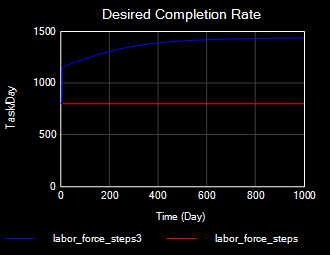 Desired Completion Rate
1500
1000
500
0
Task/Day
0 200 400 600 800 1000
Time (Day)
labor_force_steps3 labor_force_steps